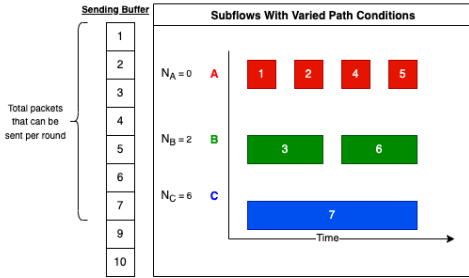 Sending Buffer
Subflows With Varied Path Conditions
Total packets
that can be
sent per round
1
2
3
4
5
6
7
9
10
N_A = 0 A
1 2 4 5
N_B = 2 B
3 6
N_C = 6 C
7
Time